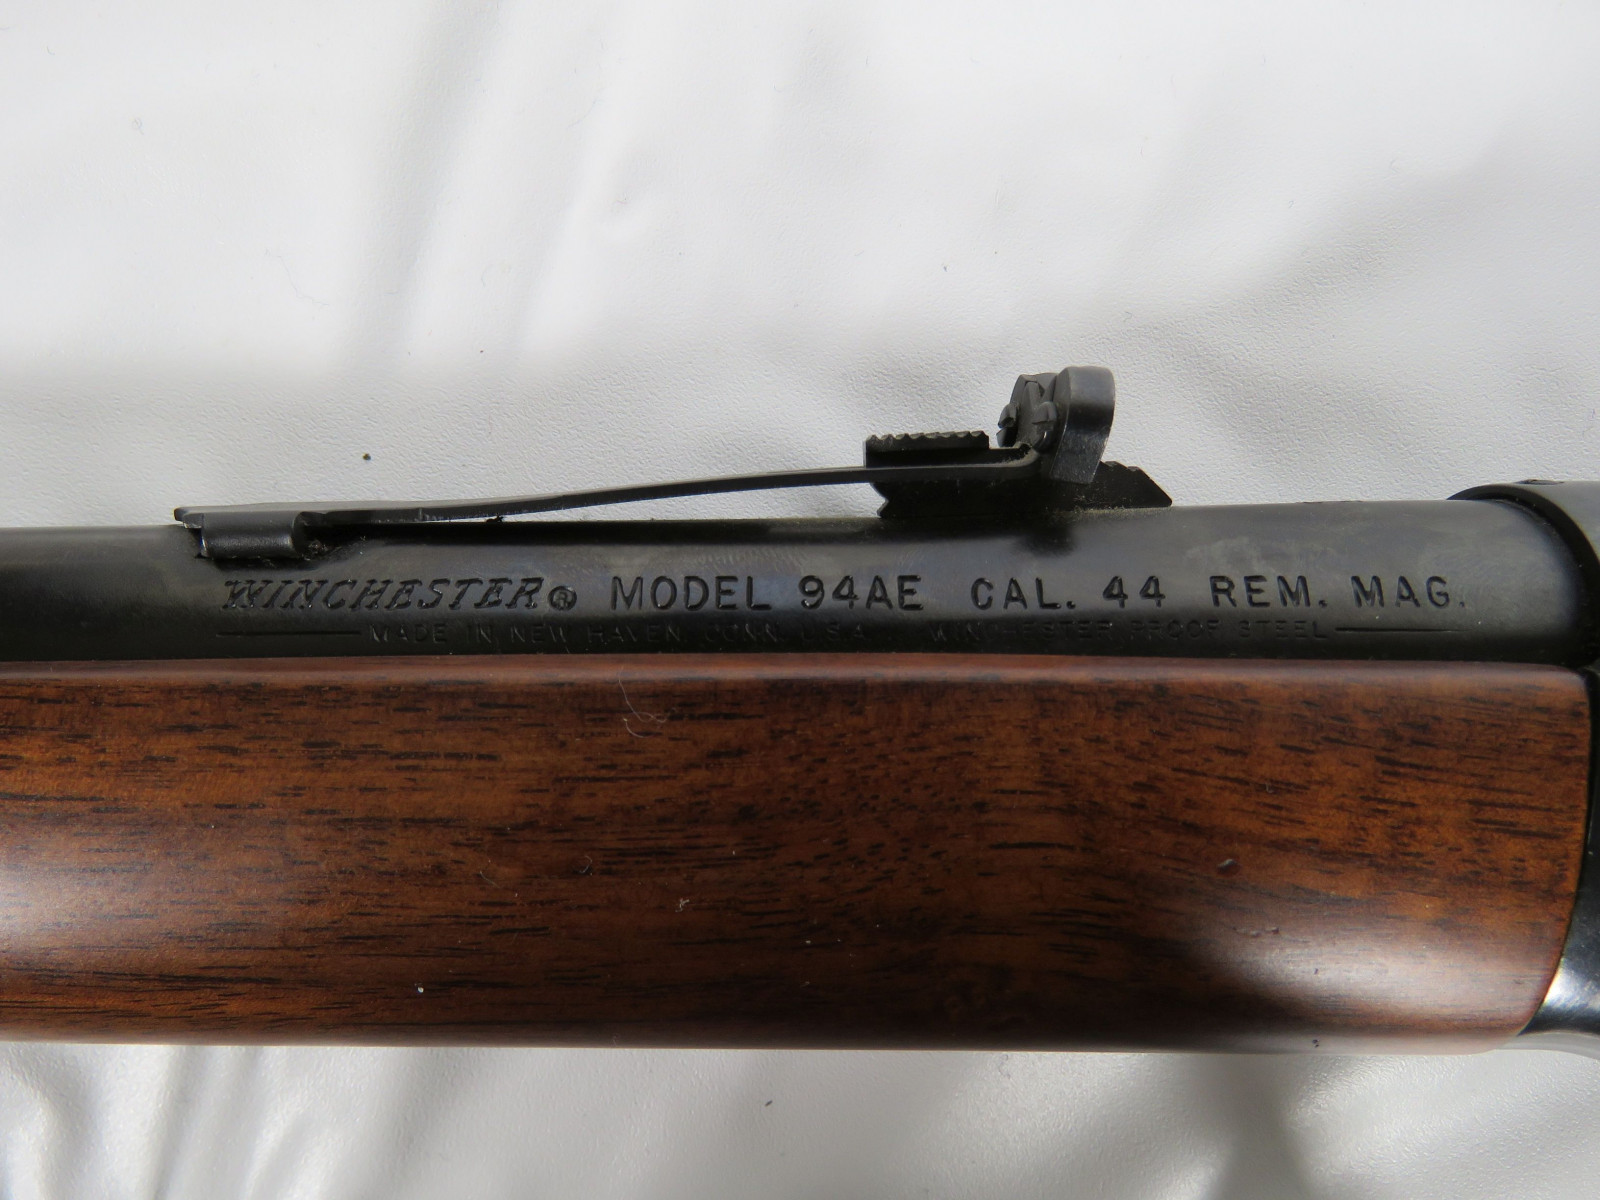 WINCHESTER® MODEL 94AE CAL. 44 REM. MAG.
MADE IN NEW HAVEN, CONN. U.S.A. WINCHESTER PROOF STEEL